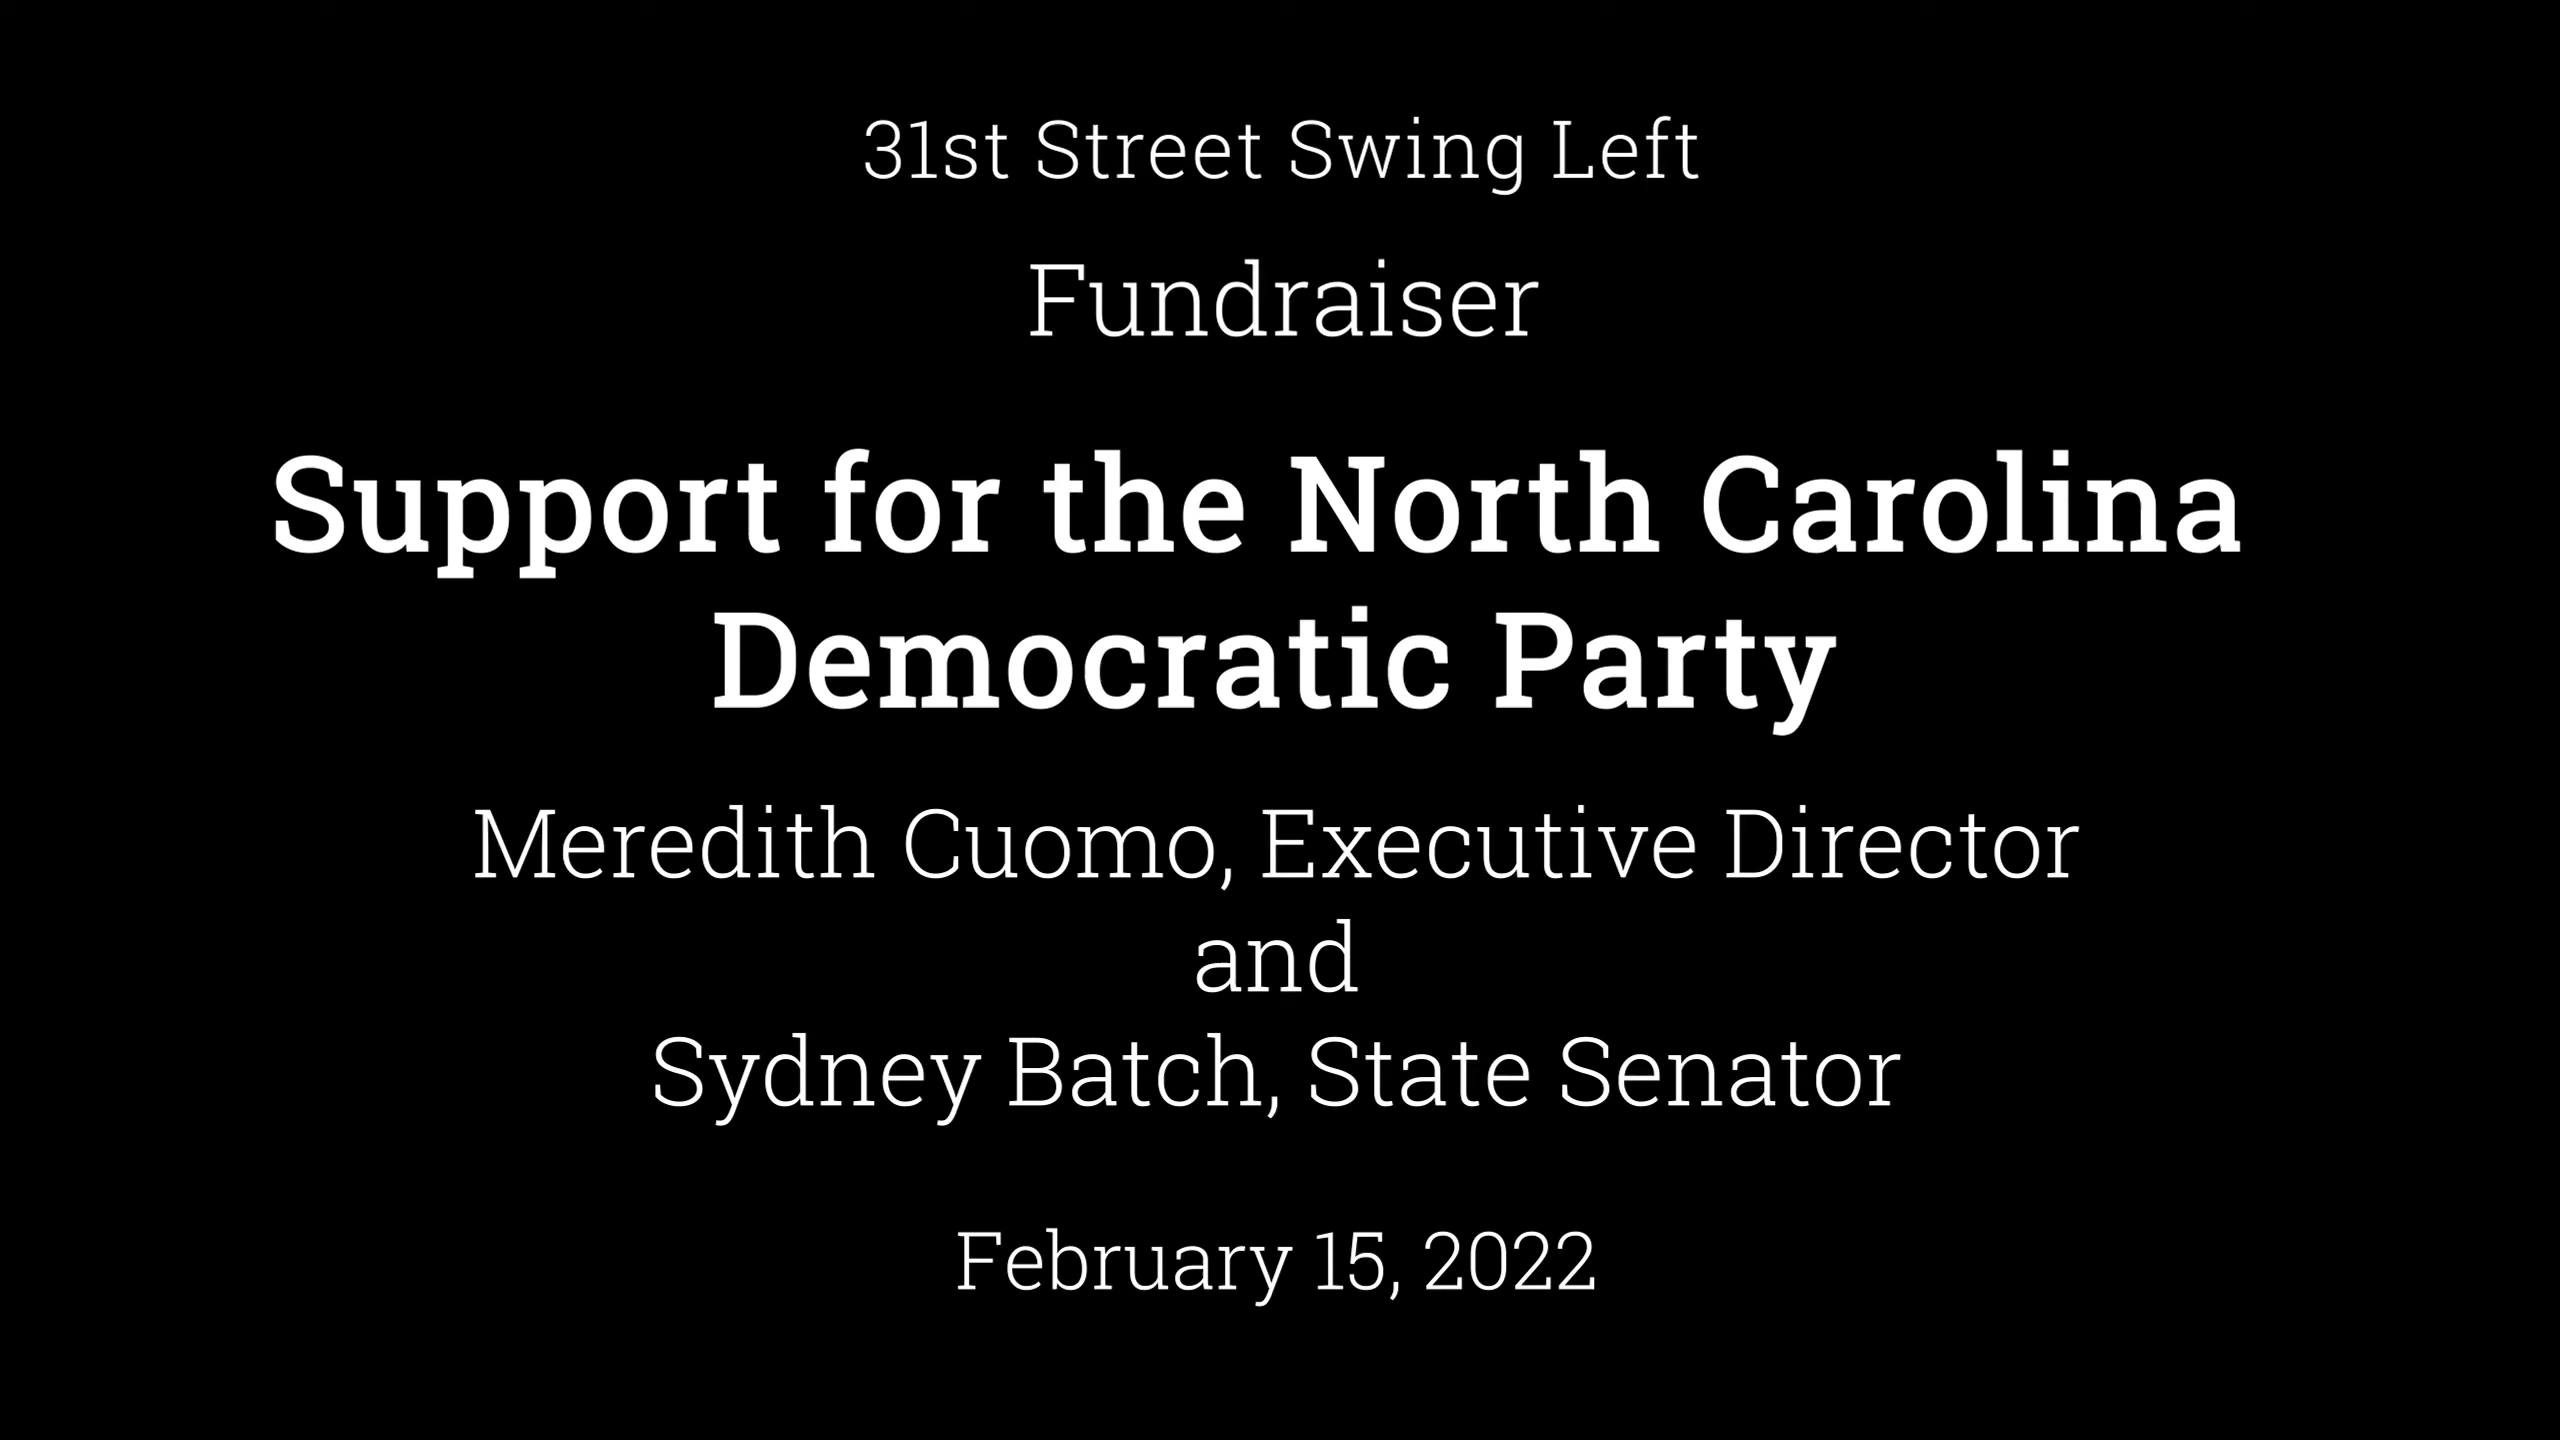 31st Street Swing Left
Fundraiser
Support for the North Carolina
Democratic Party
Meredith Cuomo, Executive Director
and
Sydney Batch, State Senator
February 15, 2022